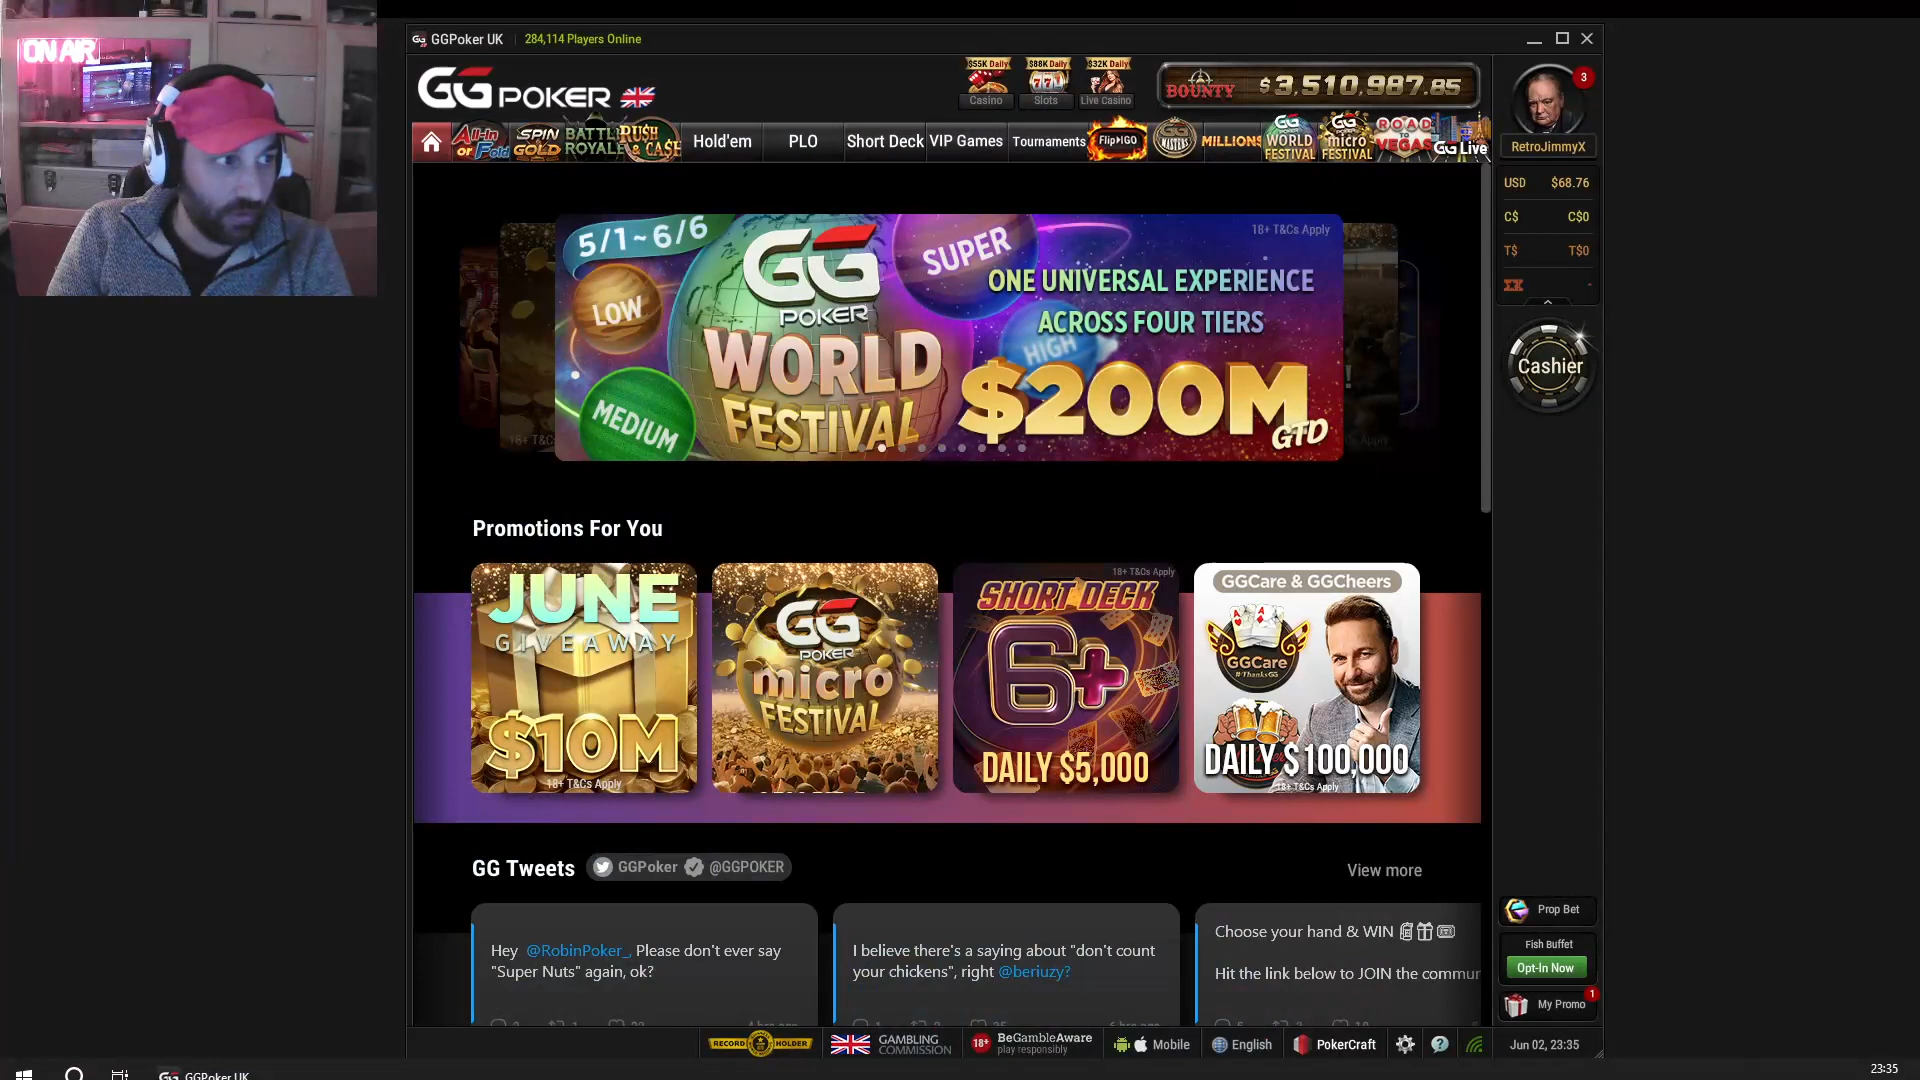 ON AIR
GGPoker UK
284,114 Players Online
GG POKER
$55K Daily
Casino
$88K Daily
777
Slots
$32K Daily
Live Casino
BOUNTY
$3,510,987.85
3
All-In or Fold
SPIN GOLD
BATTLE ROYALE
RUSH & CASH
Hold'em
PLO
Short Deck
VIP Games
Tournaments
Flip&GO
GG MASTERS
MILLION$
GG POKER WORLD FESTIVAL
micro FESTIVAL
ROAD TO VEGAS
GG Live
RetroJimmyX
USD $68.76
C$ C$0
T$ T$0
Cashier
5/1~6/6
LOW
MEDIUM
SUPER
HIGH
GG
POKER
WORLD
FESTIVAL
18+ T&Cs Apply
ONE UNIVERSAL EXPERIENCE
ACROSS FOUR TIERS
$200M
GTD
Promotions For You
JUNE
GIVEAWAY
$10M
18+ T&Cs Apply
GG
POKER
micro
FESTIVAL
18+ T&Cs Apply
SHORT DECK
6+
DAILY $5,000
GGCare & GGCheers
GGCare
#ThanksGG
DAILY $100,000
18+ T&Cs Apply
GG Tweets
GGPoker @GGPOKER
View more
Hey @RobinPoker_, Please don't ever say
"Super Nuts" again, ok?
I believe there's a saying about "don't count
your chickens", right @beriuzy?
Choose your hand & WIN
Hit the link below to JOIN the commun
Prop Bet
Fish Buffet
Opt-In Now
My Promo
1
RECORD HOLDER
GAMBLING
COMMISSION
18+
BeGambleAware
play responsibly
Mobile
English
PokerCraft
Jun 02, 23:35
GGPoker UK
23:35